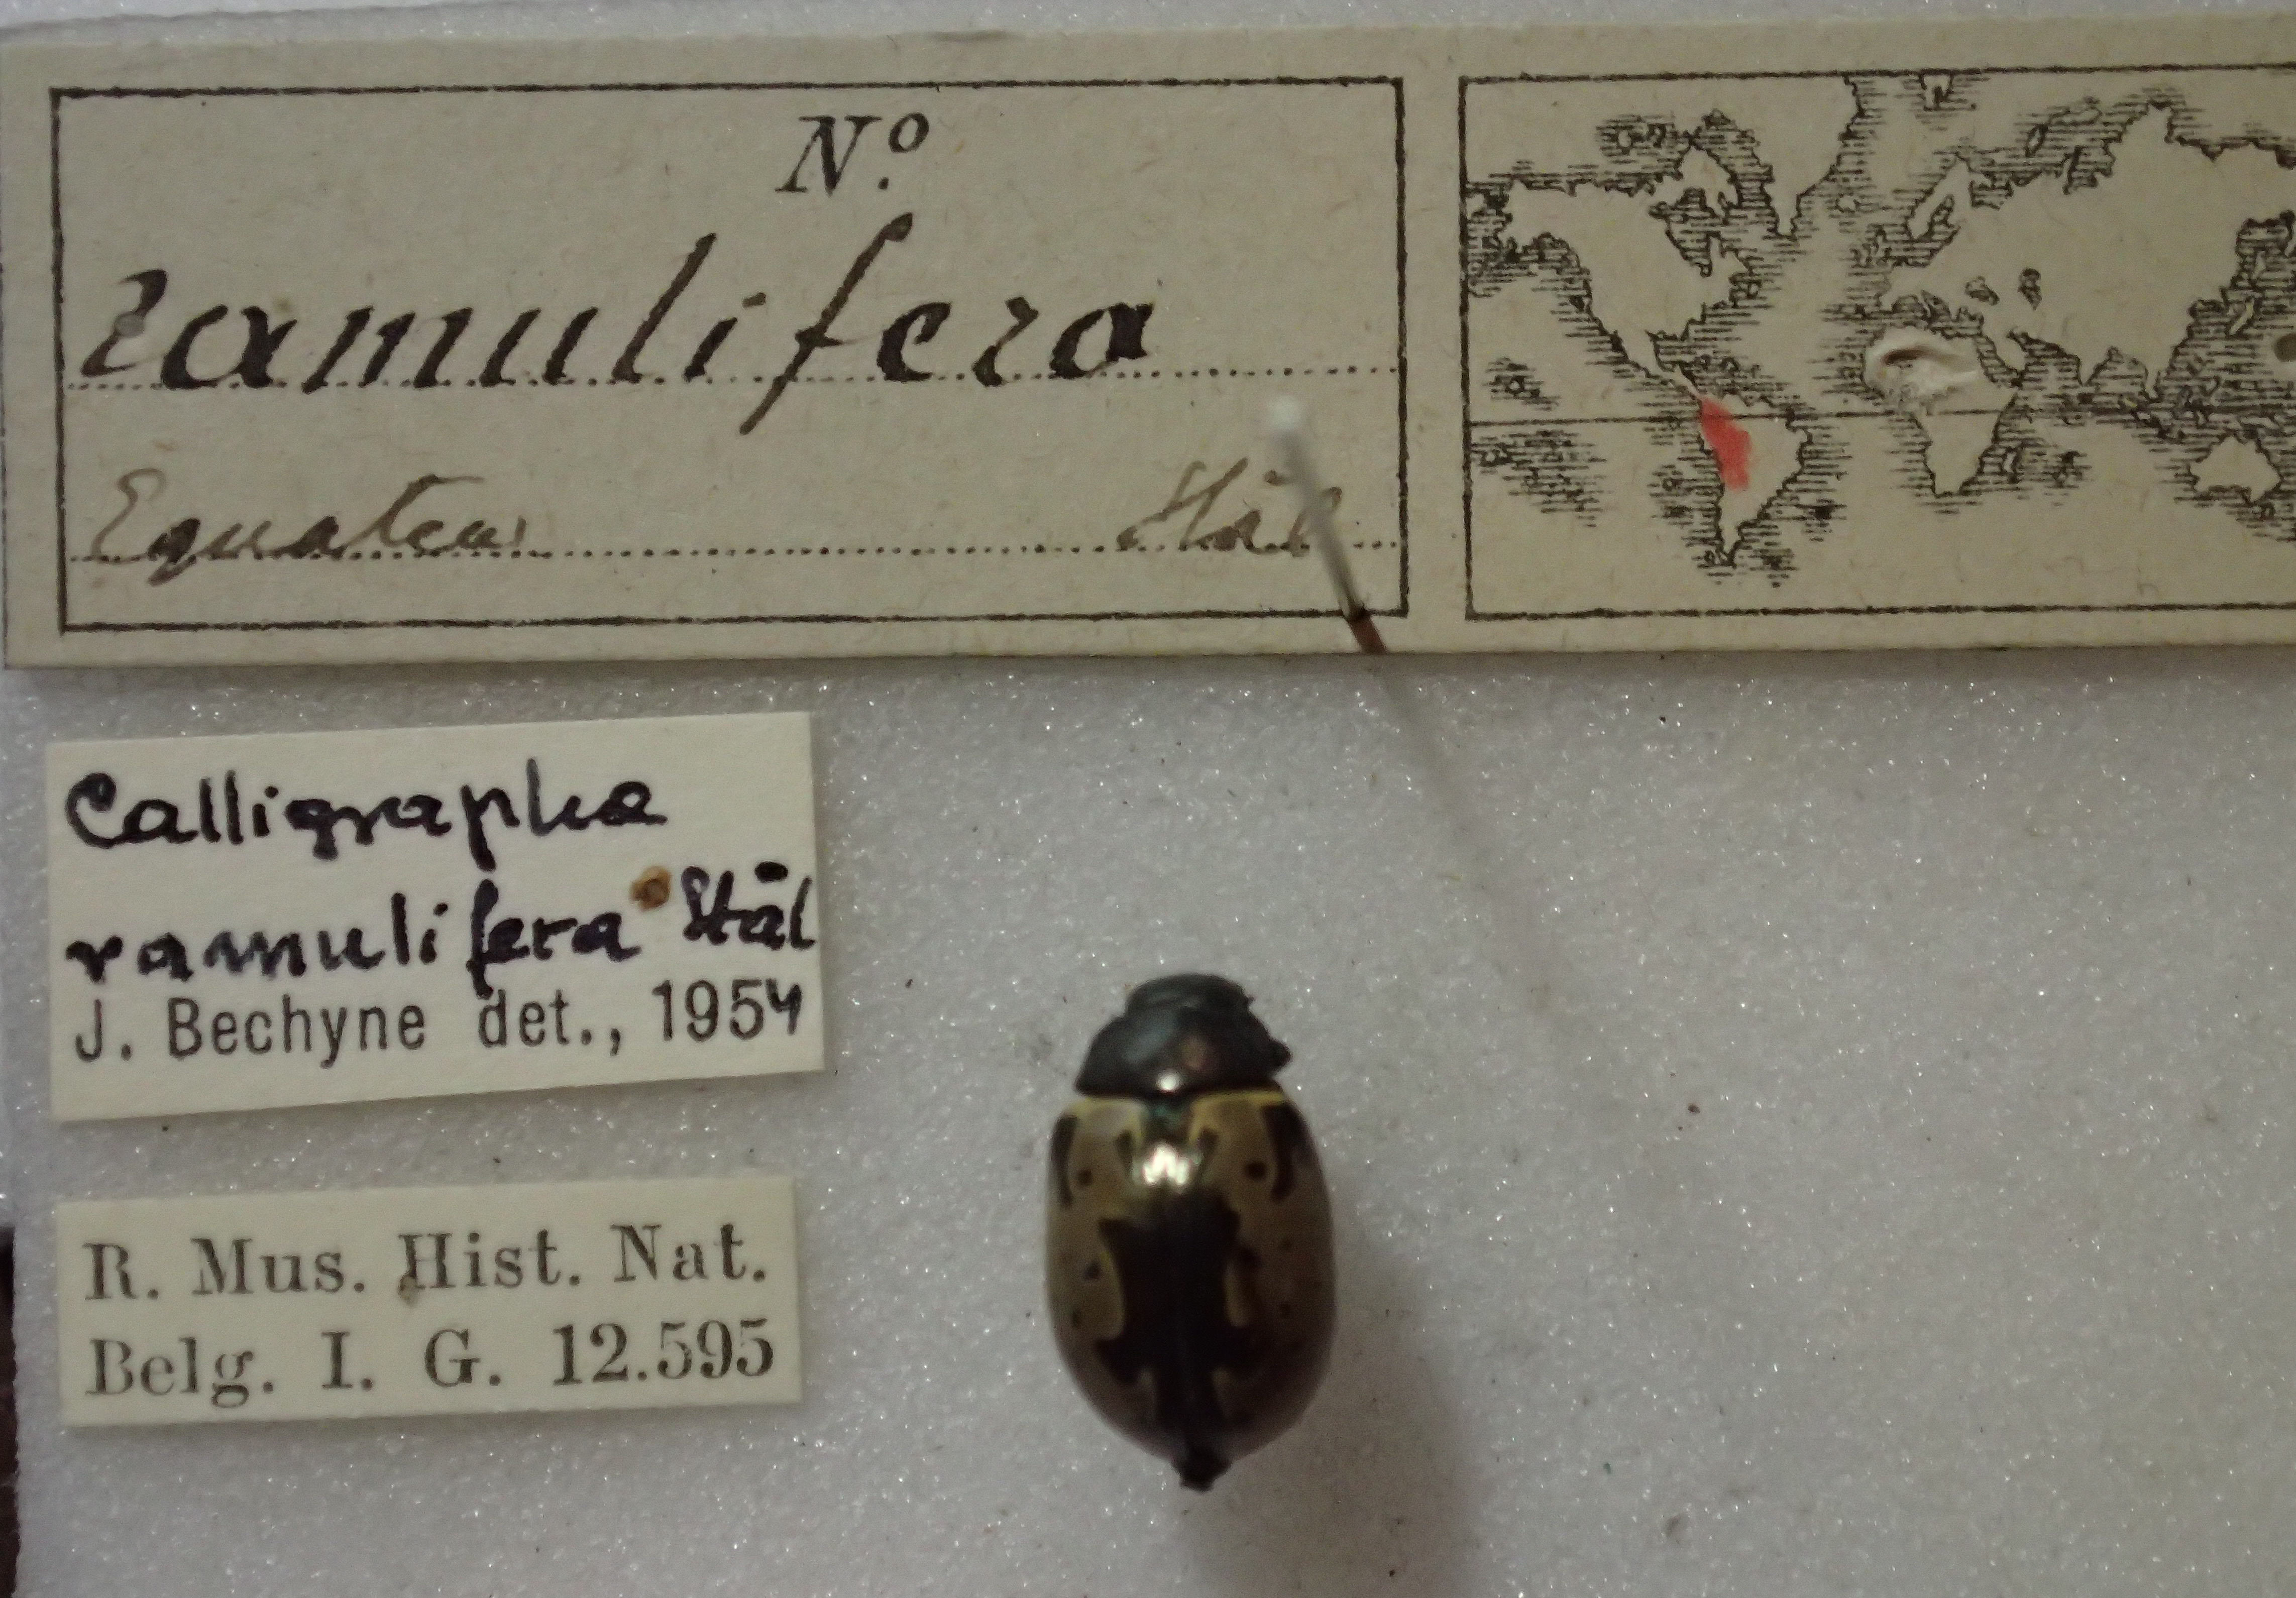 N.º
ramulifera
Equateur Stål
Calligrapha
ramulifera Stål
J. Bechyne det., 1954
R. Mus. Hist. Nat.
Belg. I. G. 12.595